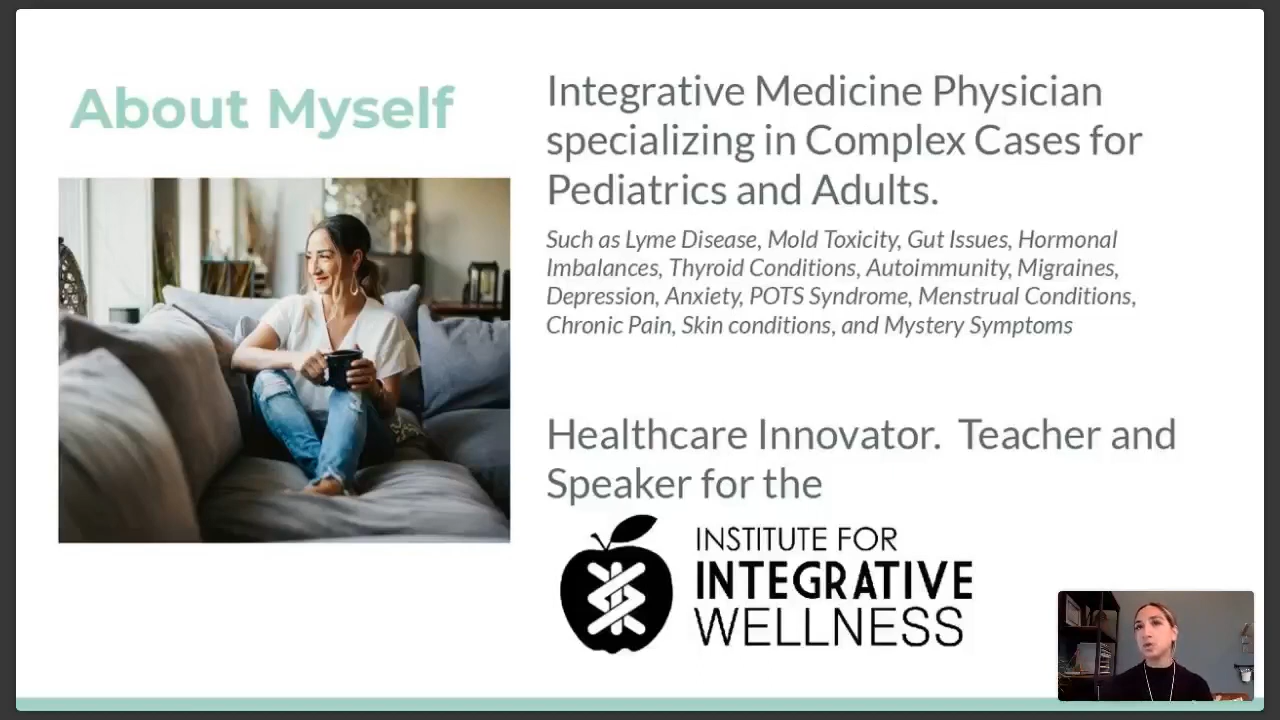 About Myself
Integrative Medicine Physician
specializing in Complex Cases for
Pediatrics and Adults.
Such as Lyme Disease, Mold Toxicity, Gut Issues, Hormonal
Imbalances, Thyroid Conditions, Autoimmunity, Migraines,
Depression, Anxiety, POTS Syndrome, Menstrual Conditions,
Chronic Pain, Skin conditions, and Mystery Symptoms
Healthcare Innovator.  Teacher and
Speaker for the
INSTITUTE FOR
INTEGRATIVE
WELLNESS